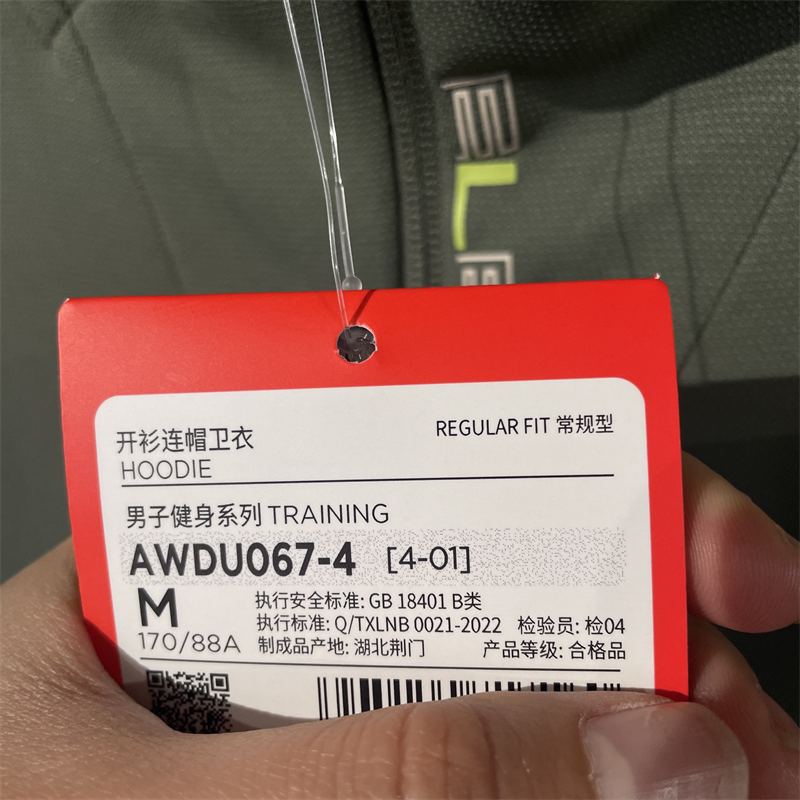 开衫连帽卫衣
HOODIE
REGULAR FIT 常规型
男子健身系列 TRAINING
AWDU067-4 [4-01]
M
170/88A
执行安全标准: GB 18401 B类
执行标准: Q/TXLNB 0021-2022 检验员: 检04
制成品产地: 湖北荆门 产品等级: 合格品